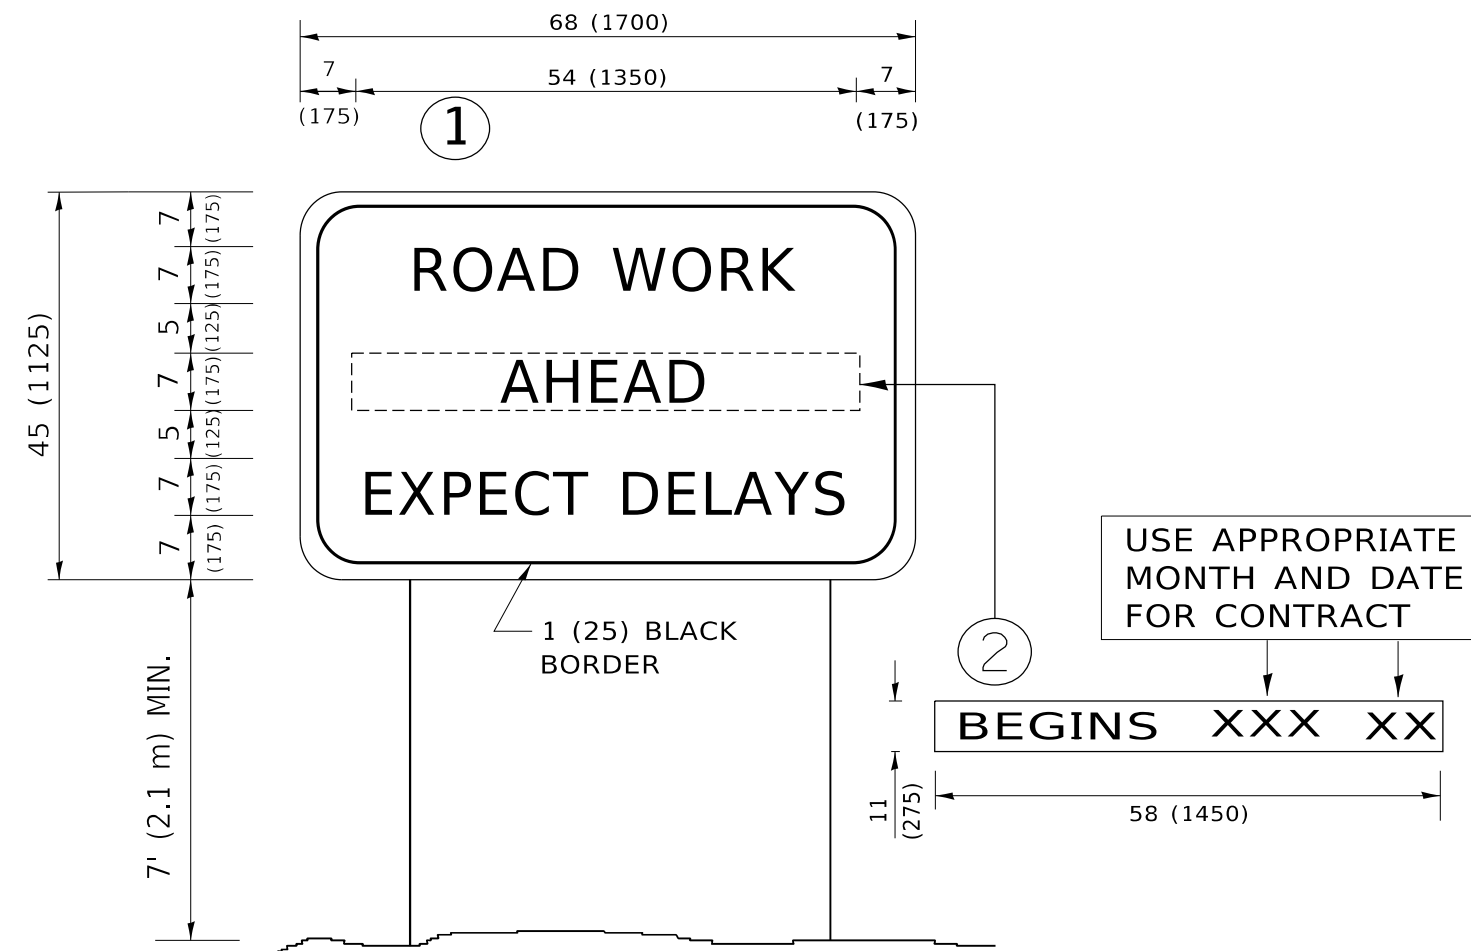 68 (1700)
7
54 (1350)
7
(175)
(175)
1
7
(175)
7
(175)
5
(125)
7
(175)
5
(125)
7
(175)
7
(175)
45 (1125)
ROAD WORK
AHEAD
EXPECT DELAYS
1 (25) BLACK
BORDER
7' (2.1 m) MIN.
2
USE APPROPRIATE
MONTH AND DATE
FOR CONTRACT
BEGINS XXX XX
11
(275)
58 (1450)